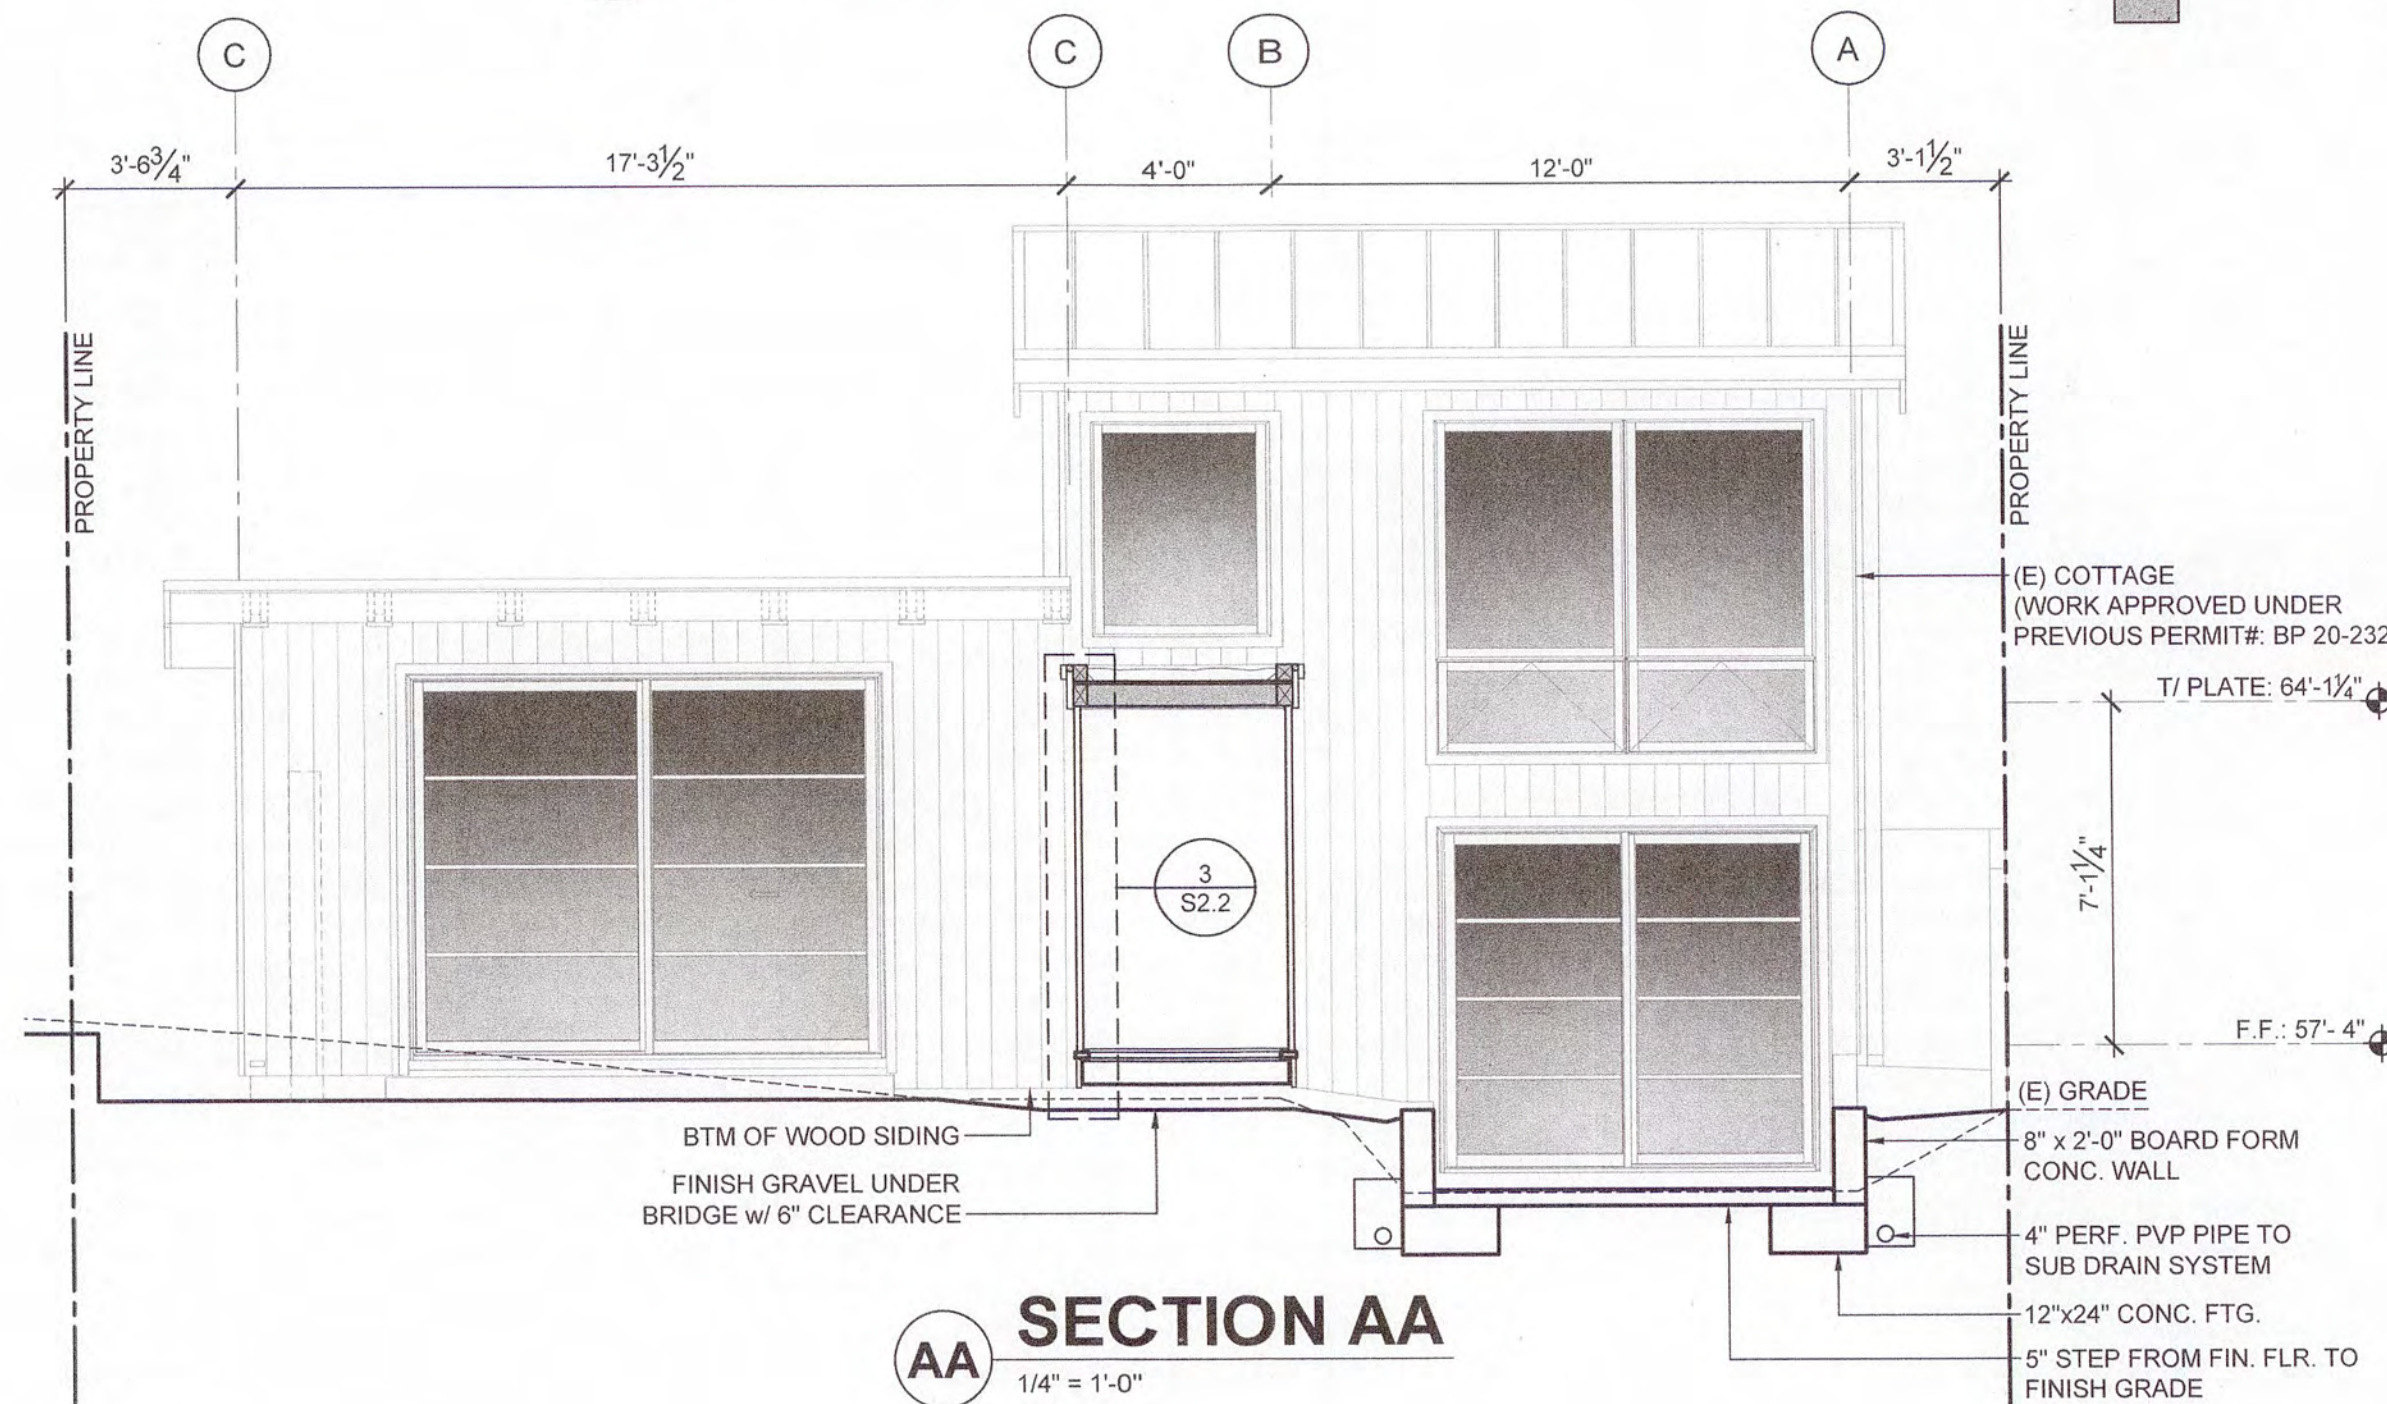 C
C
B
A
3'-6¾"
17'-3½"
4'-0"
12'-0"
3'-1½"
PROPERTY LINE
PROPERTY LINE
(E) COTTAGE
(WORK APPROVED UNDER
PREVIOUS PERMIT#: BP 20-232
T/ PLATE: 64'-1¼"
7'-1¼"
3
S2.2
F.F.: 57'- 4"
(E) GRADE
BTM OF WOOD SIDING
FINISH GRAVEL UNDER
BRIDGE w/ 6" CLEARANCE
8" x 2'-0" BOARD FORM
CONC. WALL
4" PERF. PVP PIPE TO
SUB DRAIN SYSTEM
12"x24" CONC. FTG.
5" STEP FROM FIN. FLR. TO
FINISH GRADE
AA
SECTION AA
1/4" = 1'-0"